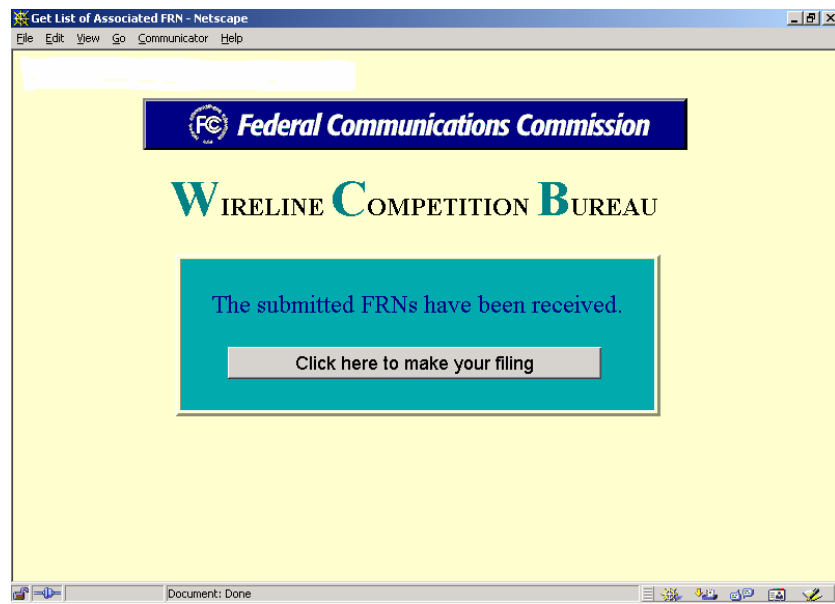 Get List of Associated FRN - Netscape
File Edit View Go Communicator Help
FCC Federal Communications Commission
WIRELINE COMPETITION BUREAU
The submitted FRNs have been received.
Click here to make your filing
Document: Done